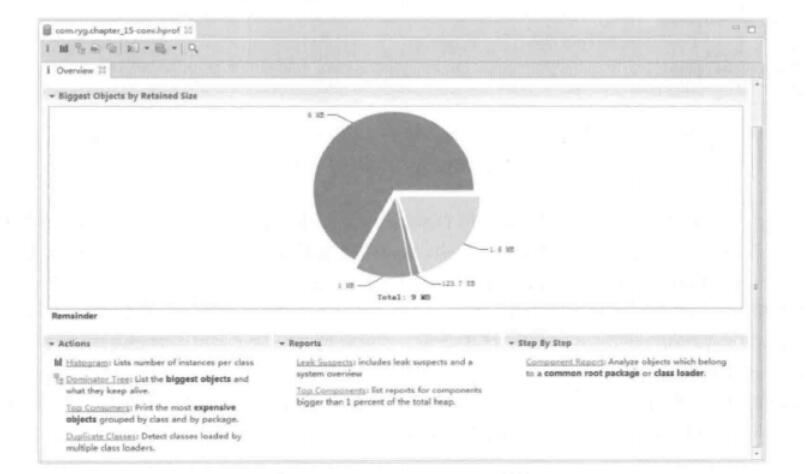 com.ryg.chapter_15-conv.hprof
i Overview
Biggest Objects by Retained Size
6 MB
1.8 MB
1 MB
123.7 KB
Total: 9 MB
Remainder
Actions
Histogram: Lists number of instances per class
Dominator Tree: List the biggest objects and
what they keep alive.
Top Consumers: Print the most expensive
objects grouped by class and by package.
Duplicate Classes: Detect classes loaded by
multiple class loaders.
Reports
Leak Suspects: includes leak suspects and a
system overview
Top Components: list reports for components
bigger than 1 percent of the total heap.
Step By Step
Component Report: Analyze objects which belong
to a common root package or class loader.